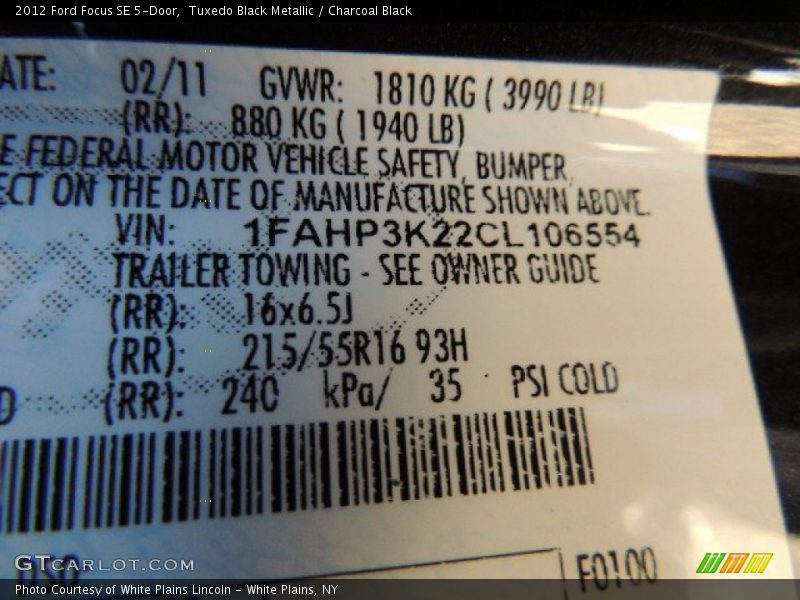 2012 Ford Focus SE 5-Door, Tuxedo Black Metallic / Charcoal Black
ATE: 02/11 GVWR: 1810 KG ( 3990 LB)
(RR): 880 KG ( 1940 LB)
E FEDERAL MOTOR VEHICLE SAFETY, BUMPER,
ECT ON THE DATE OF MANUFACTURE SHOWN ABOVE.
VIN: 1FAHP3K22CL106554
TRAILER TOWING - SEE OWNER GUIDE
(RR): 16x6.5J
(RR): 215/55R16 93H
D (RR): 240 kPa/ 35 PSI COLD
DSO F0100
GTCARLOT.COM
Photo Courtesy of White Plains Lincoln - White Plains, NY